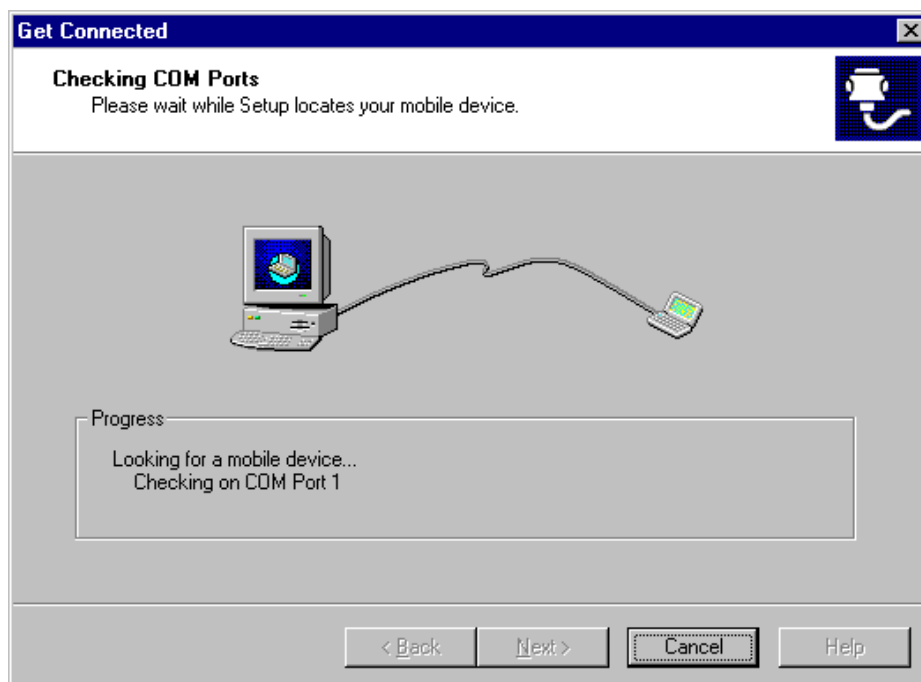 Get Connected
Checking COM Ports
Please wait while Setup locates your mobile device.
Progress
Looking for a mobile device...
Checking on COM Port 1
< Back Next > Cancel Help